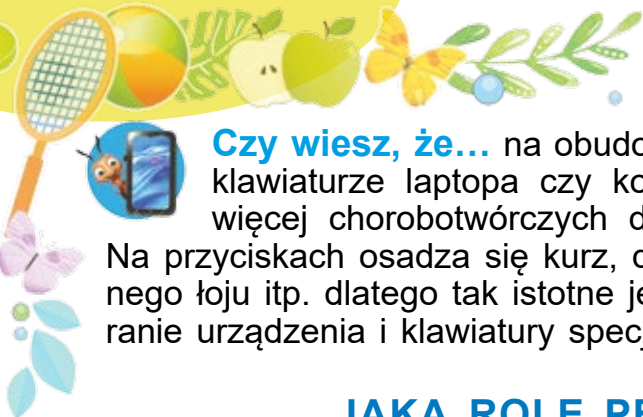 Czy wiesz, że… na obudo
klawiaturze laptopa czy ko
więcej chorobotwórczych d
Na przyciskach osadza się kurz,
nego łoju itp. dlatego tak istotne je
ranie urządzenia i klawiatury specj